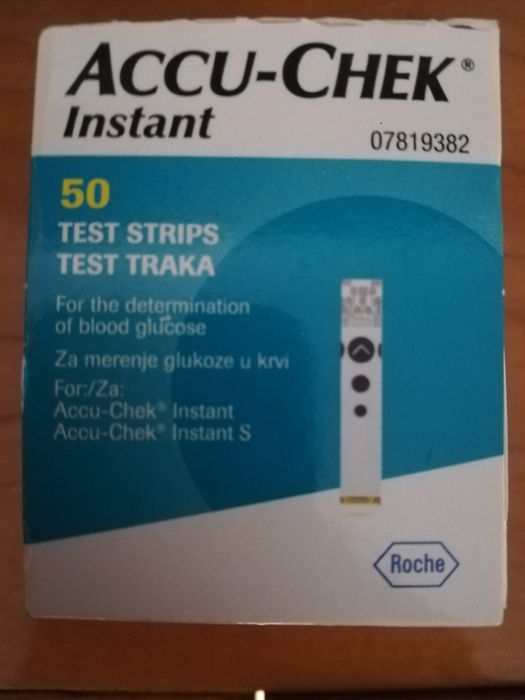 ACCU-CHEK®
Instant
07819382
50
TEST STRIPS
TEST TRAKA
For the determination
of blood glucose
Za merenje glukoze u krvi
For:/Za:
Accu-Chek® Instant
Accu-Chek® Instant S
Roche